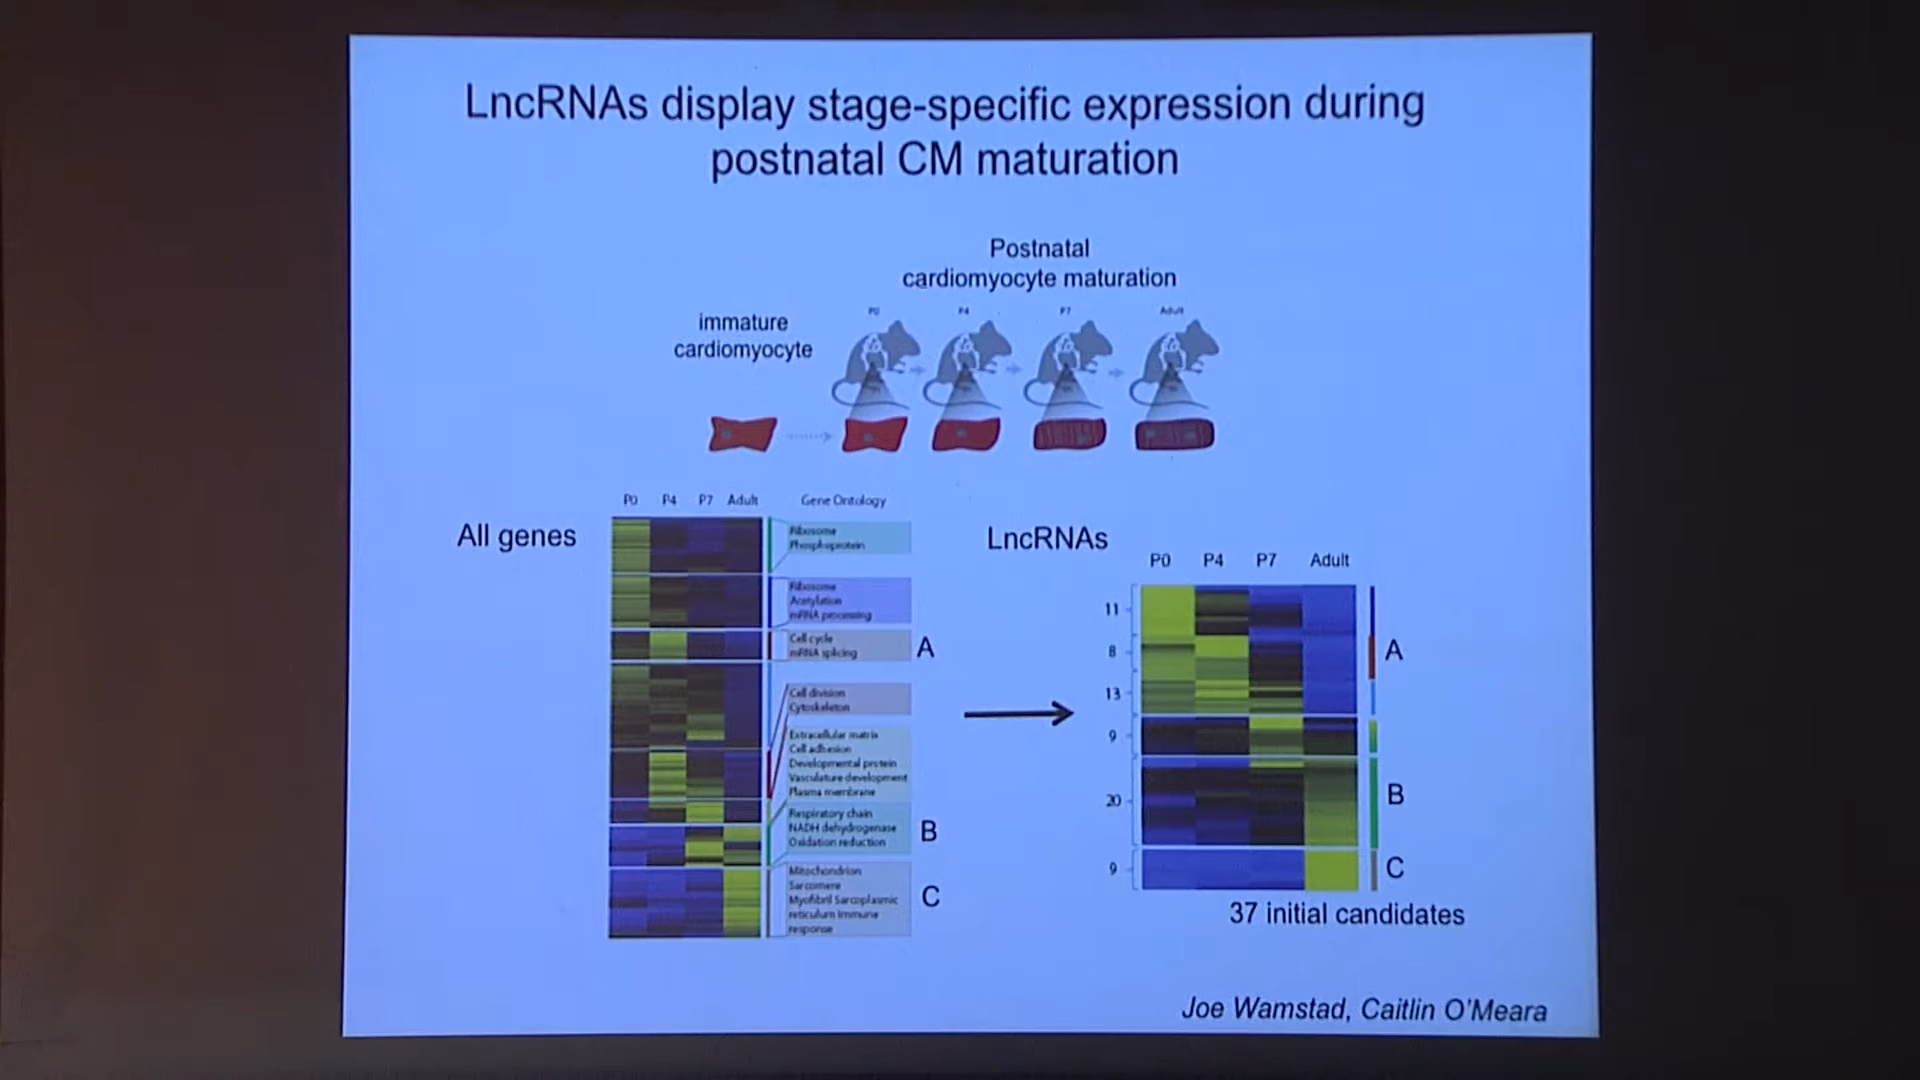 LncRNAs display stage-specific expression during
postnatal CM maturation
Postnatal
cardiomyocyte maturation
immature
cardiomyocyte
P0 P4 P7 Adult
All genes
P0 P4 P7 Adult Gene Ontology
Ribosome
Phosphoprotein
Ribosome
Acetylation
mRNA processing
Cell cycle
mRNA splicing
A
Cell division
Cytoskeleton
Extracellular matrix
Cell adhesion
Developmental protein
Vasculature development
Plasma membrane
Respiratory chain
NADH dehydrogenase
Oxidation reduction
B
Mitochondrion
Sarcomere
Myofibril Sarcoplasmic
reticulum Immune
response
C
LncRNAs
P0 P4 P7 Adult
11
8
13
9
20
9
A
B
C
37 initial candidates
Joe Wamstad, Caitlin O'Meara